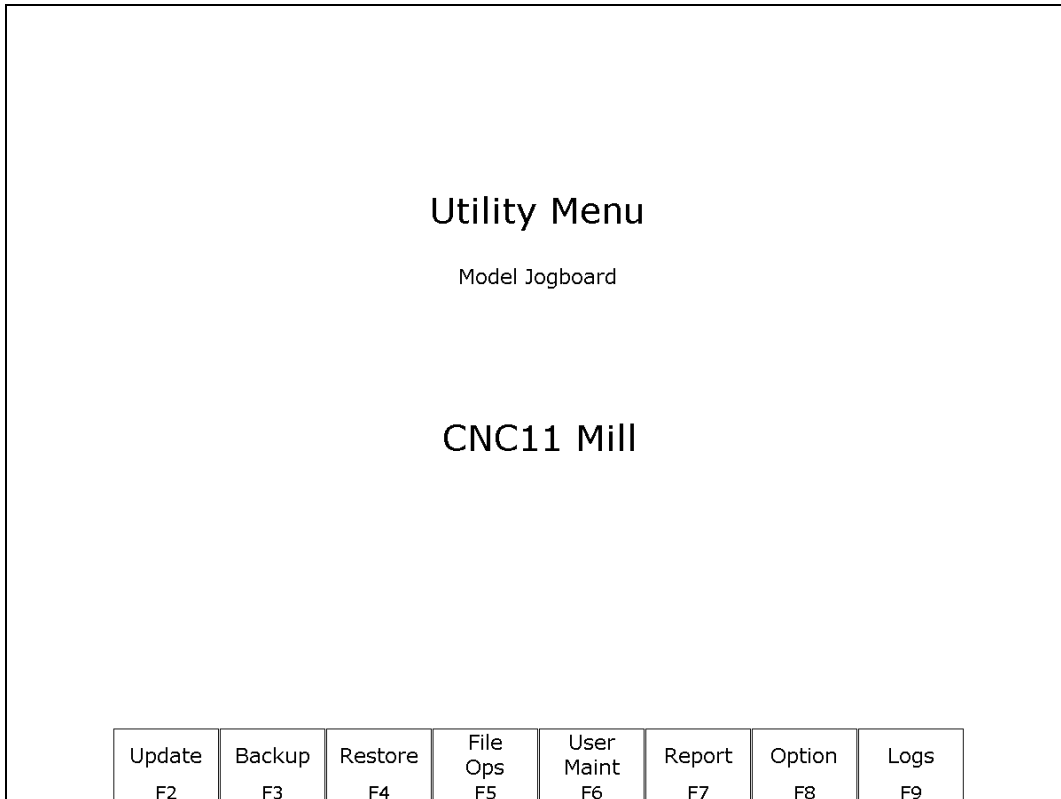 Utility Menu
Model Jogboard
CNC11 Mill
Update
F2
Backup
F3
Restore
F4
File
Ops
F5
User
Maint
F6
Report
F7
Option
F8
Logs
F9